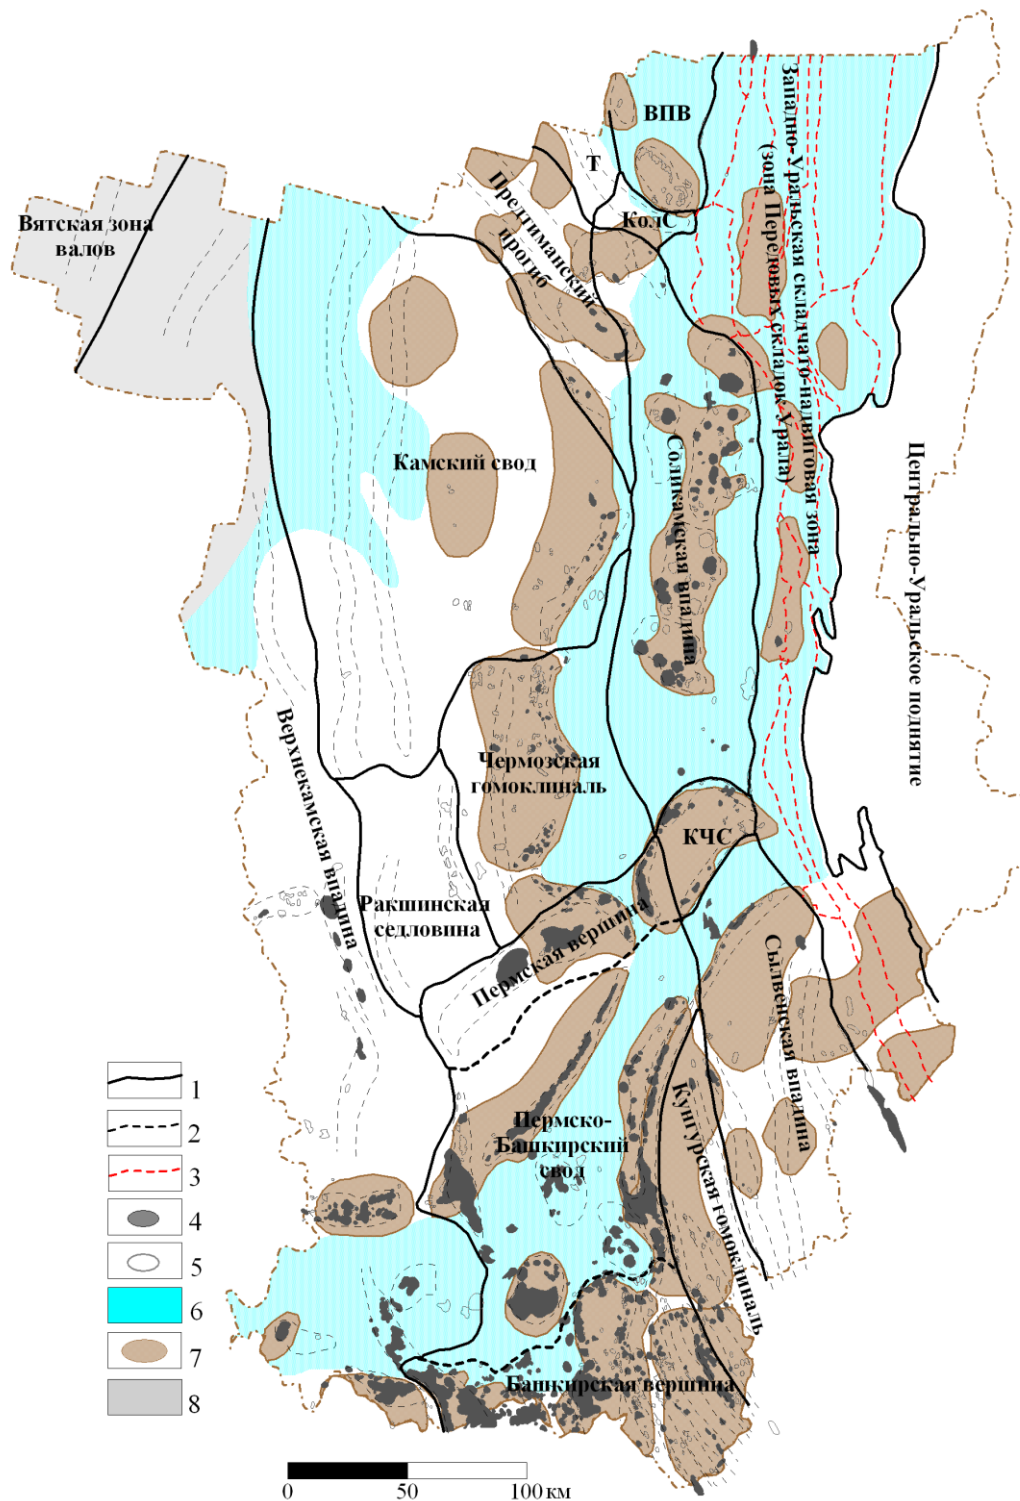 ВПВ
Т
КолС
Вятская зона
валов
Предтиманский
прогиб
Западно-Уральская складчато-надвиговая зона
(зона Передовых складок Урала)
Камский свод
Соликамская впадина
Центрально-Уральское поднятие
Чермозская
гомоклиналь
Верхнекамская впадина
КЧС
Ракшинская
седловина
Пермская вершина
Сылвенская впадина
Пермско-
Башкирский
свод
Кунгурская гомоклиналь
Башкирская вершина
1
2
3
4
5
6
7
8
0 50 100 км